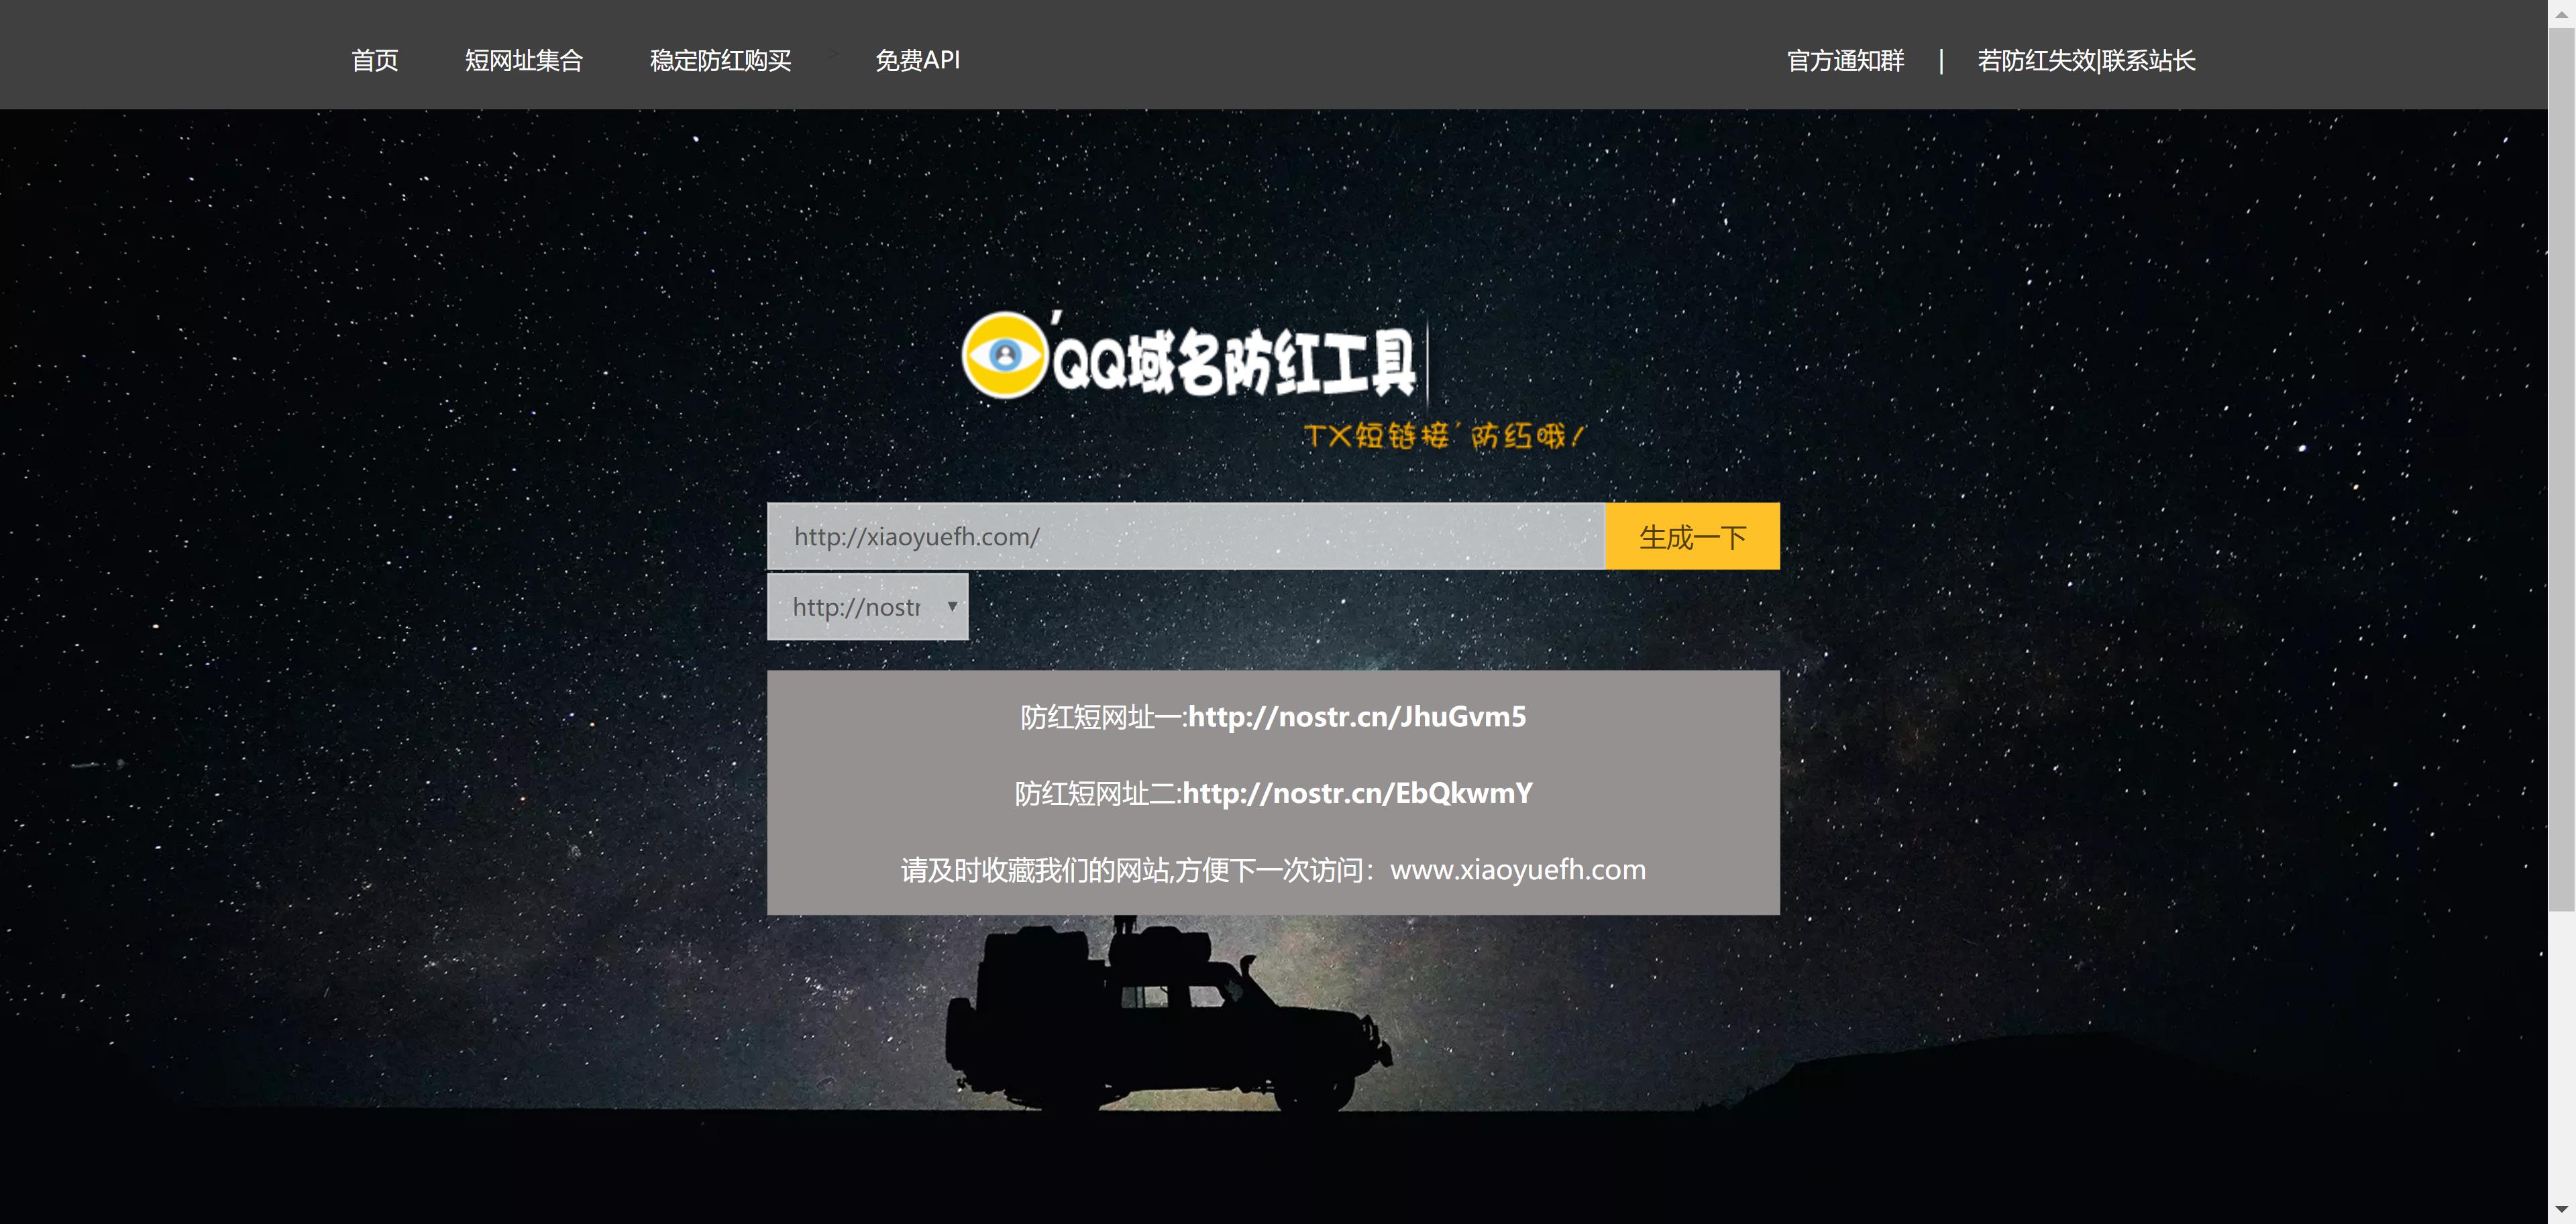 首页 短网址集合 稳定防红购买 > 免费API 官方通知群 | 若防红失效|联系站长
'QQ域名防红工具
TX短链接'防红哦!
http://xiaoyuefh.com/ 生成一下
http://nostr ▼
防红短网址一:http://nostr.cn/JhuGvm5
防红短网址二:http://nostr.cn/EbQkwmY
请及时收藏我们的网站,方便下一次访问：www.xiaoyuefh.com